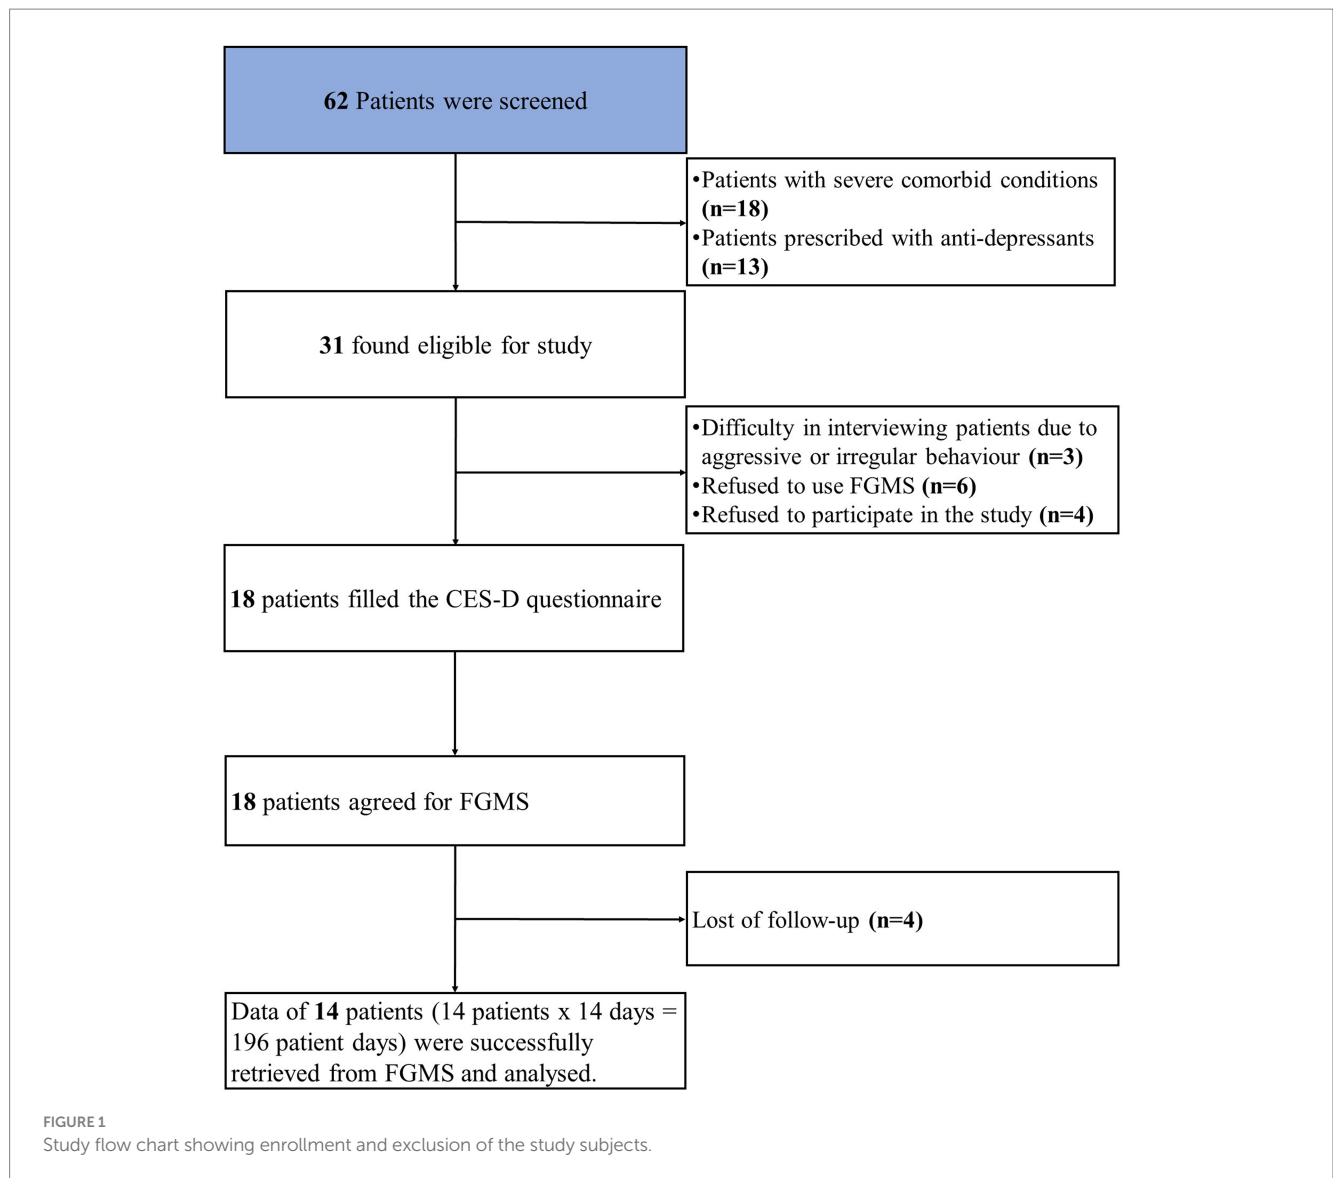 62 Patients were screened
•Patients with severe comorbid conditions
(n=18)
•Patients prescribed with anti-depressants
(n=13)
31 found eligible for study
•Difficulty in interviewing patients due to
aggressive or irregular behaviour (n=3)
•Refused to use FGMS (n=6)
•Refused to participate in the study (n=4)
18 patients filled the CES-D questionnaire
18 patients agreed for FGMS
Lost of follow-up (n=4)
Data of 14 patients (14 patients x 14 days =
196 patient days) were successfully
retrieved from FGMS and analysed.
FIGURE 1
Study flow chart showing enrollment and exclusion of the study subjects.